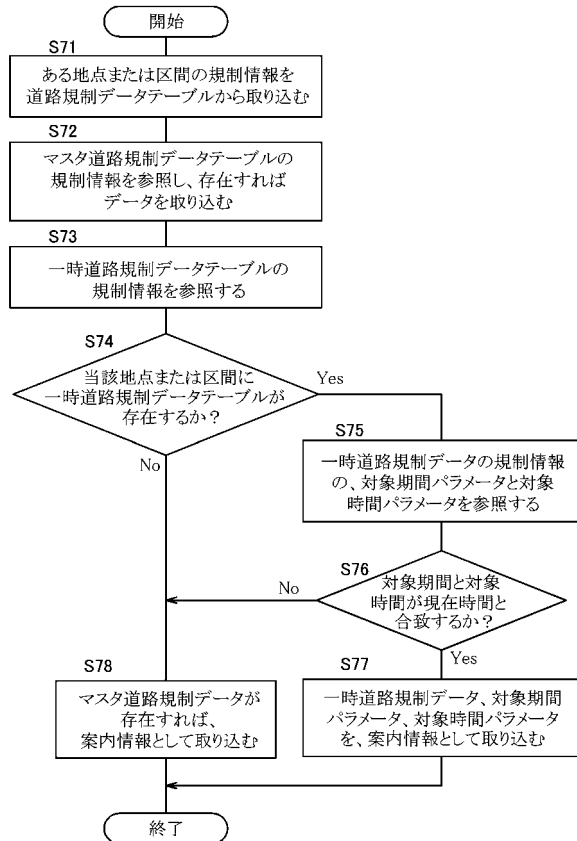 開始
S71
ある地点または区間の規制情報を
道路規制データテーブルから取り込む
S72
マスタ道路規制データテーブルの
規制情報を参照し、存在すれば
データを取り込む
S73
一時道路規制データテーブルの
規制情報を参照する
S74
当該地点または区間に
一時道路規制データテーブルが
存在するか？
Yes
No
S75
一時道路規制データの規制情報
の、対象期間パラメータと対象
時間パラメータを参照する
S76
対象期間と対象
時間が現在時間と
合致するか？
No
Yes
S78
マスタ道路規制データが
存在すれば、
案内情報として取り込む
S77
一時道路規制データ、対象期間
パラメータ、対象時間パラメータ
を、案内情報として取り込む
終了